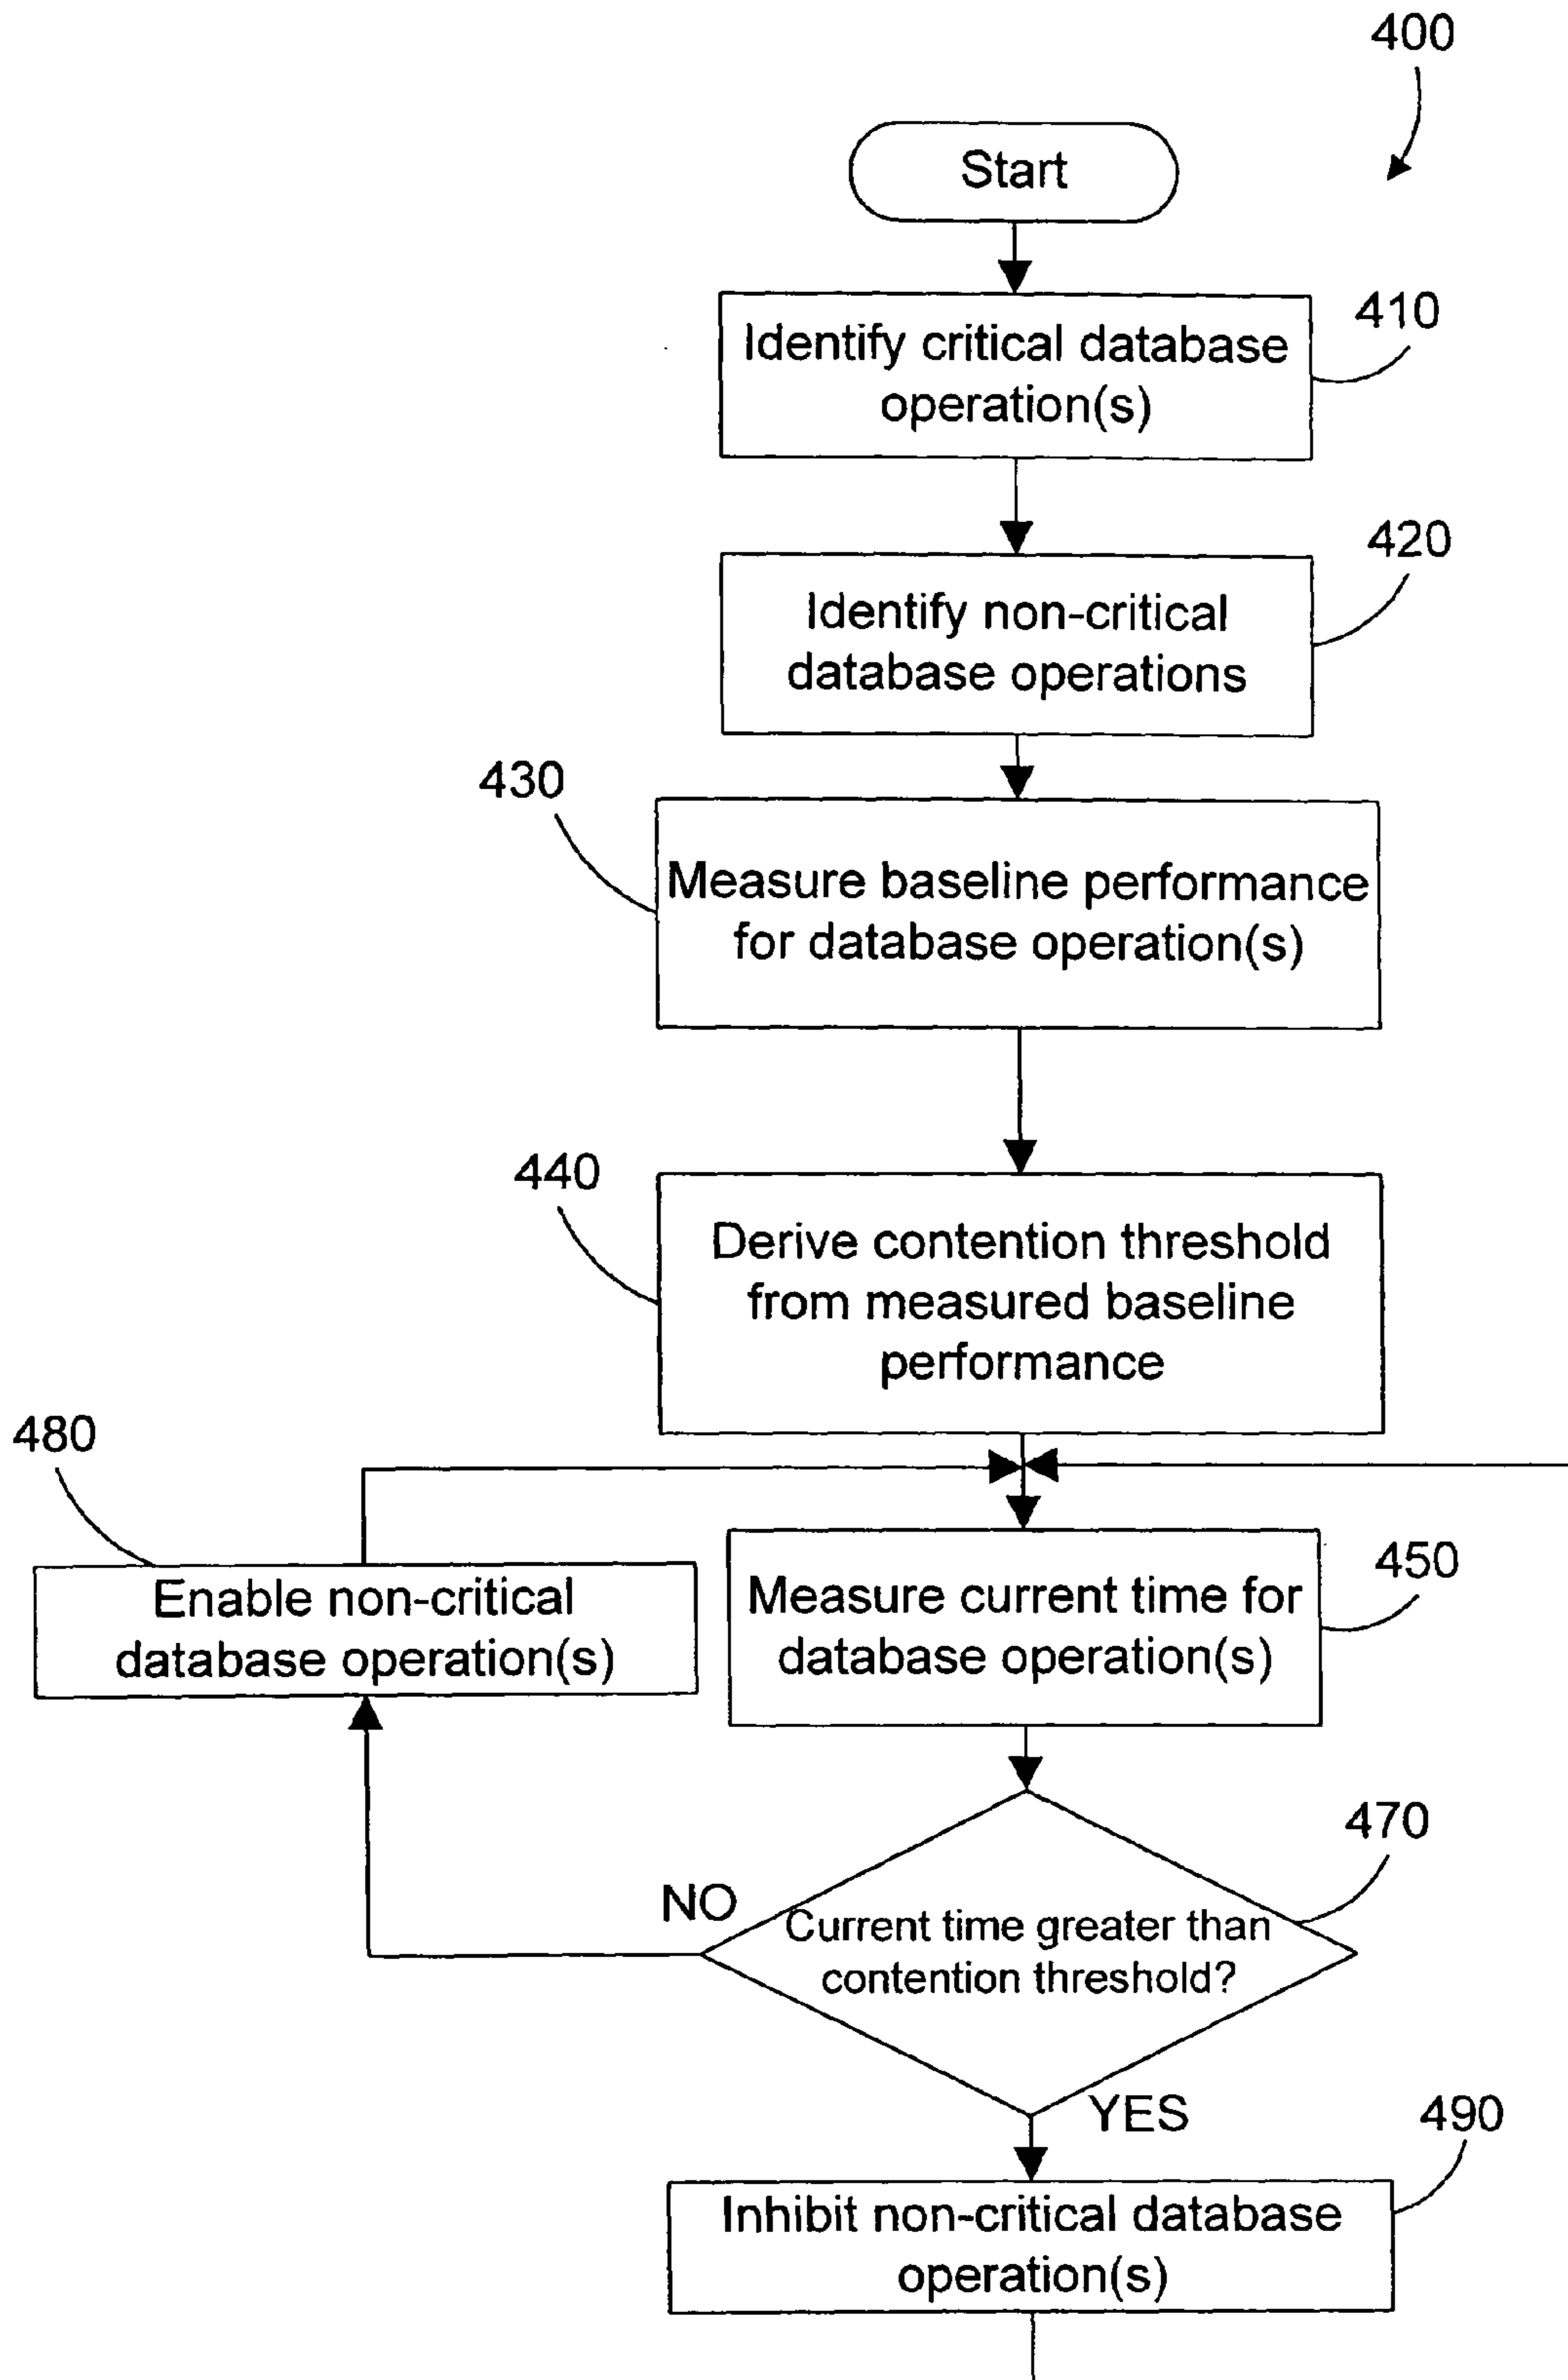 400
Start
410
Identify critical database
operation(s)
420
Identify non-critical
database operations
430
Measure baseline performance
for database operation(s)
440
Derive contention threshold
from measured baseline
performance
480
Enable non-critical
database operation(s)
450
Measure current time for
database operation(s)
470
NO
Current time greater than
contention threshold?
YES
490
Inhibit non-critical database
operation(s)